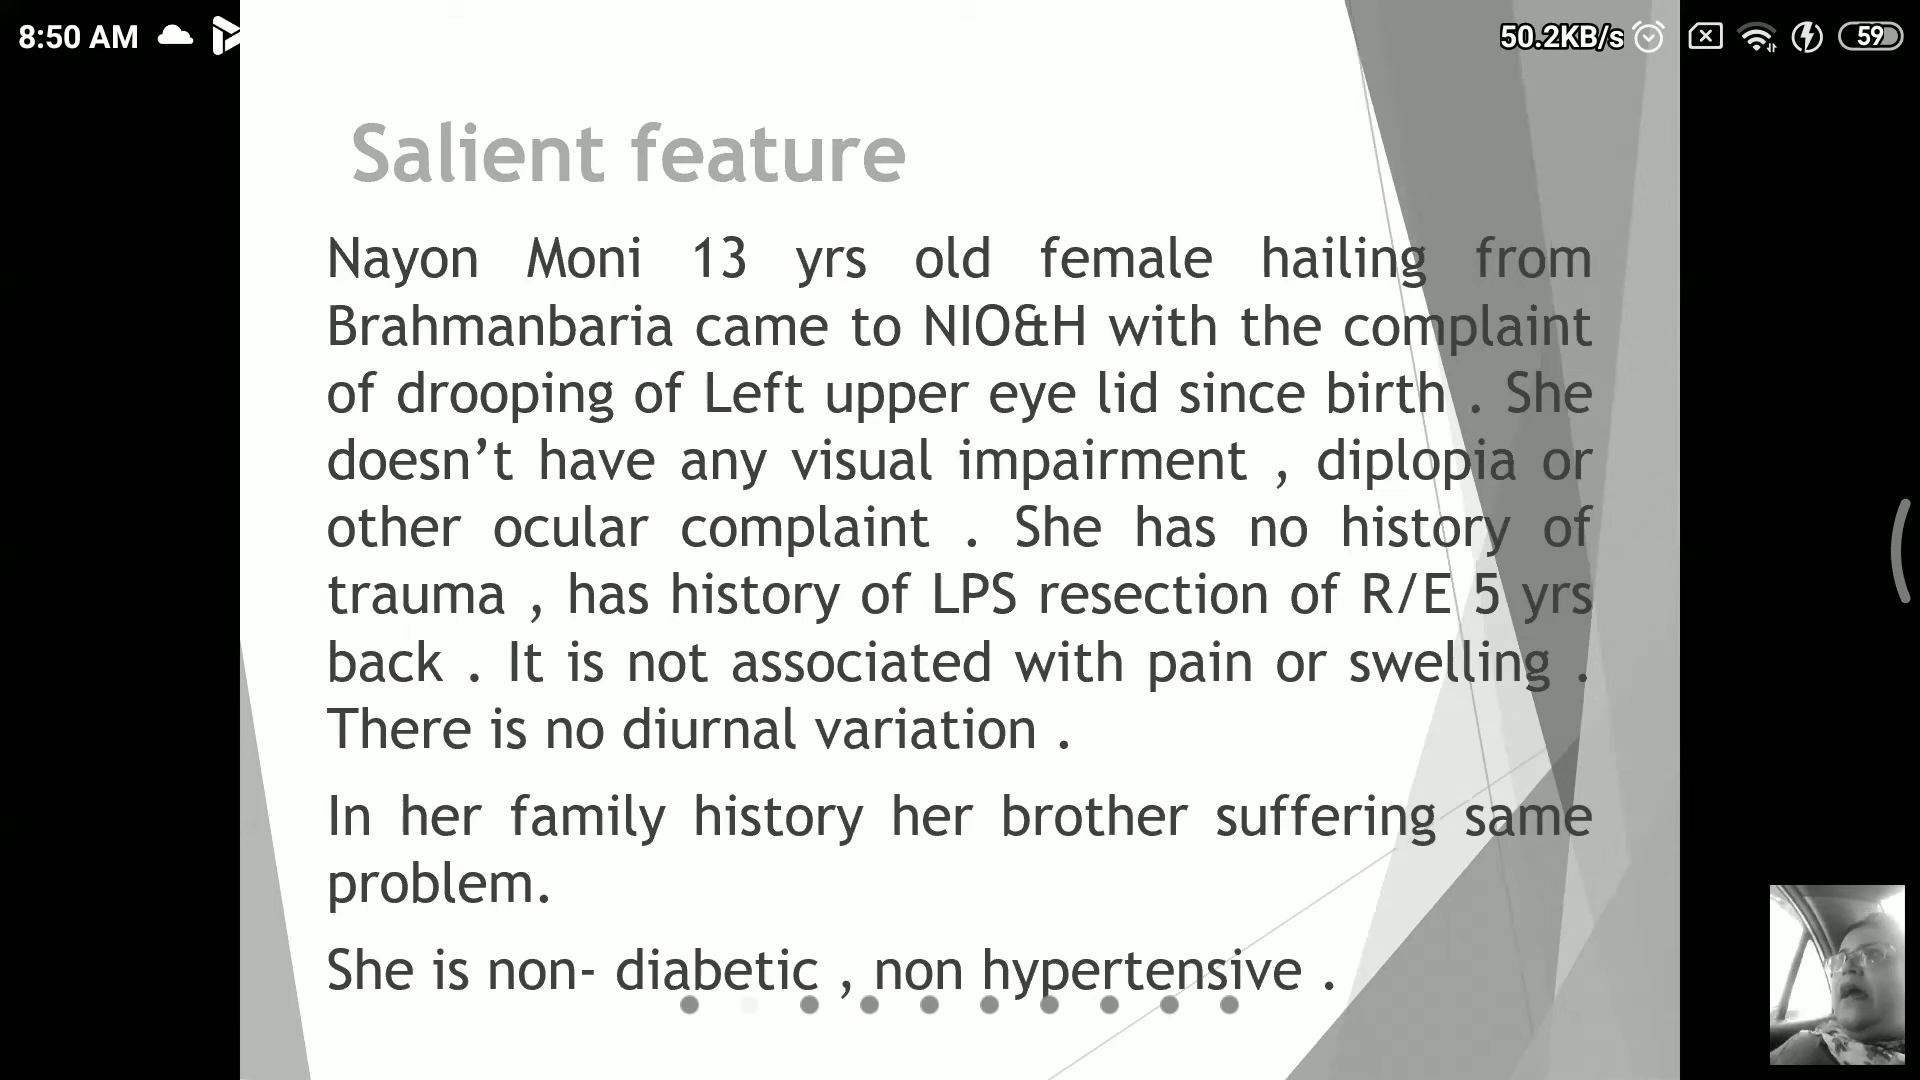 8:50 AM
50.2KB/s
59
Salient feature
Nayon Moni 13 yrs old female hailing from
Brahmanbaria came to NIO&H with the complaint
of drooping of Left upper eye lid since birth . She
doesn’t have any visual impairment , diplopia or
other ocular complaint . She has no history of
trauma , has history of LPS resection of R/E 5 yrs
back . It is not associated with pain or swelling .
There is no diurnal variation .
In her family history her brother suffering same
problem.
She is non- diabetic , non hypertensive .